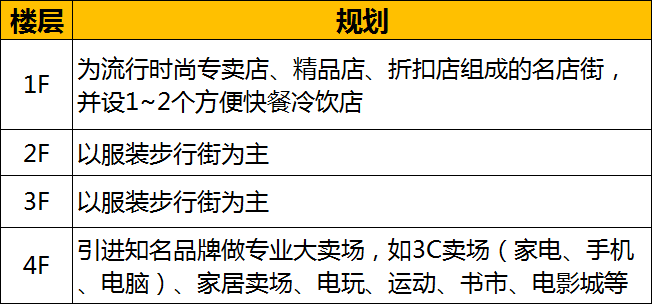 楼层 规划
1F 为流行时尚专卖店、精品店、折扣店组成的名店街，
并设1~2个方便快餐冷饮店
2F 以服装步行街为主
3F 以服装步行街为主
4F 引进知名品牌做专业大卖场，如3C卖场（家电、手机
、电脑）、家居卖场、电玩、运动、书市、电影城等